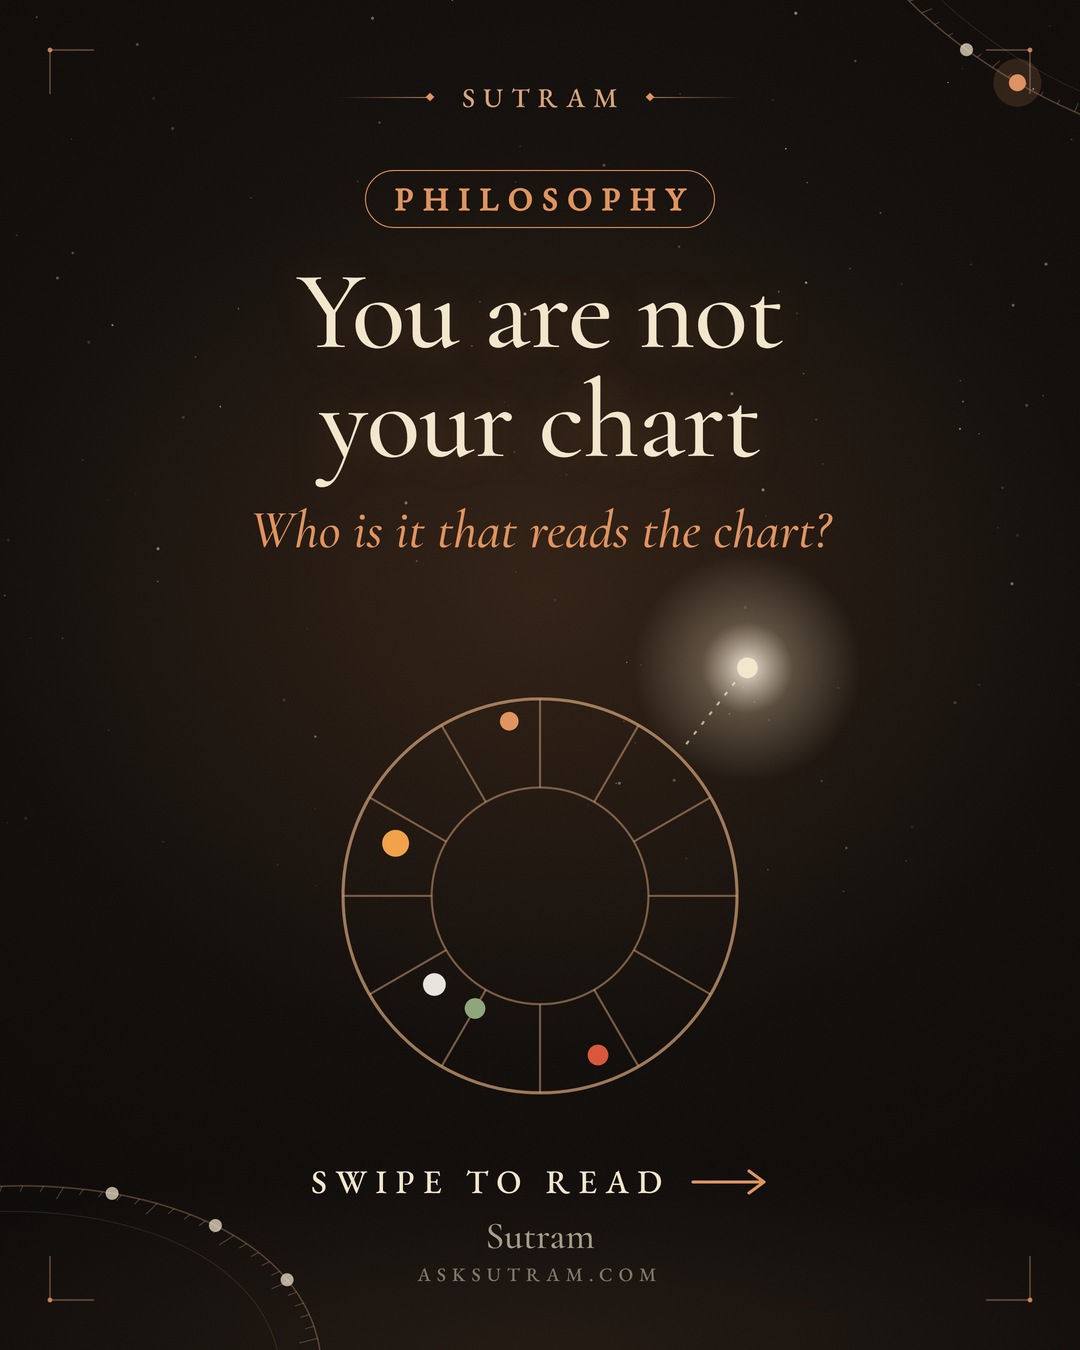 SUTRAM
PHILOSOPHY
You are not
your chart
Who is it that reads the chart?
SWIPE TO READ
Sutram
ASKSUTRAM.COM